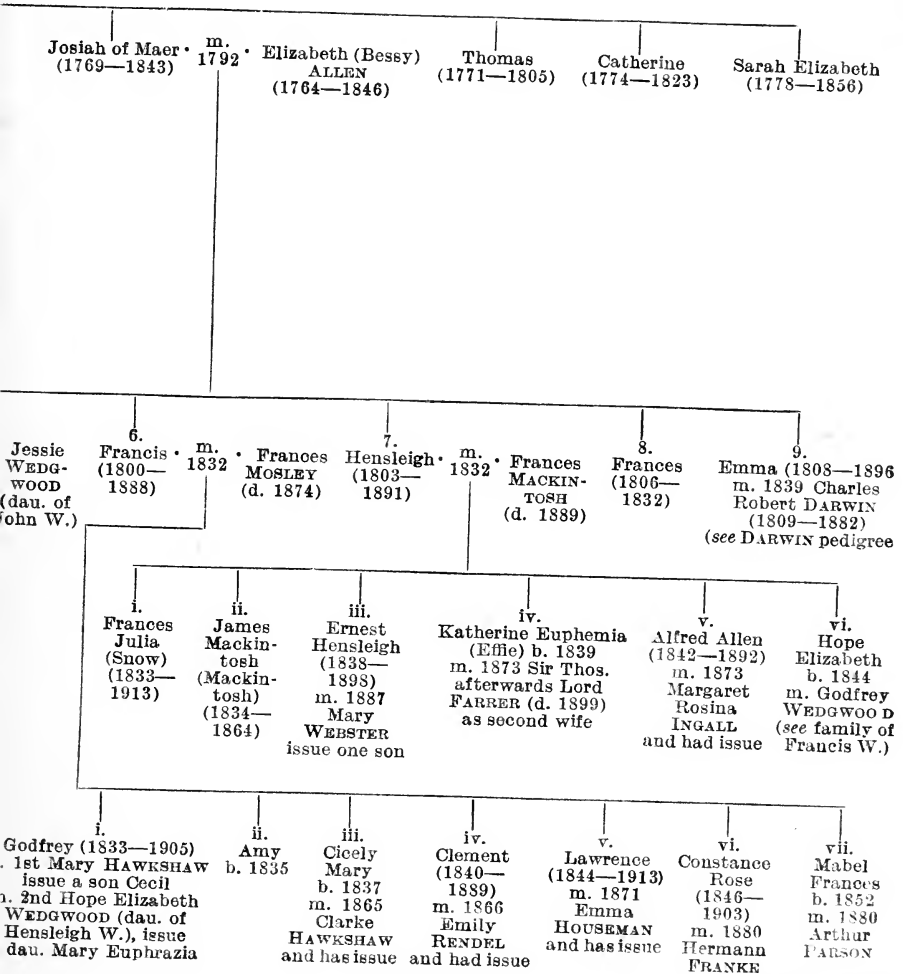 Josiah of Maer · m. 1792 · Elizabeth (Bessy)
(1769—1843)
ALLEN
(1764—1846)
Thomas
(1771—1805)
Catherine
(1774—1823)
Sarah Elizabeth
(1778—1856)
Jessie
WEDG-
WOOD
(dau. of
John W.)
6.
Francis · m. 1832 · Frances
(1800—
1888)
MOSLEY
(d. 1874)
7.
Hensleigh · m. 1832 · Frances
(1803—
1891)
MACKIN-
TOSH
(d. 1889)
8.
Frances
(1806—
1832)
9.
Emma (1808—1896
m. 1839 Charles
Robert DARWIN
(1809—1882)
(see DARWIN pedigree
i.
Frances
Julia
(Snow)
(1833—
1913)
ii.
James
Mackin-
tosh
(Mackin-
tosh)
(1834—
1864)
iii.
Ernest
Hensleigh
(1838—
1898)
m. 1887
Mary
WEBSTER
issue one son
iv.
Katherine Euphemia
(Effie) b. 1839
m. 1873 Sir Thos.
afterwards Lord
FARRER (d. 1899)
as second wife
v.
Alfred Allen
(1842—1892)
m. 1873
Margaret
Rosina
INGALL
and had issue
vi.
Hope
Elizabeth
b. 1844
m. Godfrey
WEDGWOOD
(see family of
Francis W.)
i.
Godfrey (1833—1905)
. 1st Mary HAWKSHAW
issue a son Cecil
m. 2nd Hope Elizabeth
WEDGWOOD (dau. of
Hensleigh W.), issue
dau. Mary Euphrazia
ii.
Amy
b. 1835
iii.
Cicely
Mary
b. 1837
m. 1865
Clarke
HAWKSHAW
and has issue
iv.
Clement
(1840—
1889)
m. 1866
Emily
RENDEL
and had issue
v.
Lawrence
(1844—1913)
m. 1871
Emma
HOUSEMAN
and has issue
vi.
Constance
Rose
(1846—
1903)
m. 1880
Hermann
FRANKE
vii.
Mabel
Frances
b. 1852
m. 1880
Arthur
PARSON